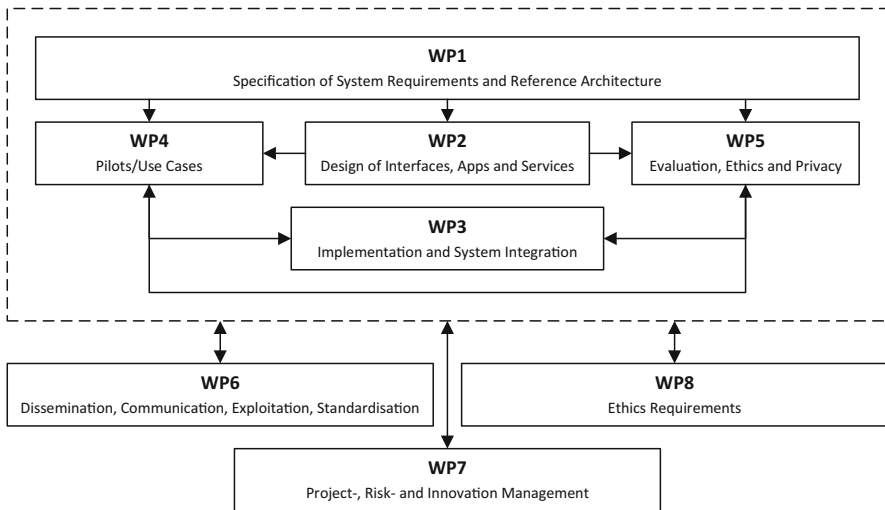 WP1
Specification of System Requirements and Reference Architecture
WP4
Pilots/Use Cases
WP2
Design of Interfaces, Apps and Services
WP5
Evaluation, Ethics and Privacy
WP3
Implementation and System Integration
WP6
Dissemination, Communication, Exploitation, Standardisation
WP8
Ethics Requirements
WP7
Project-, Risk- and Innovation Management